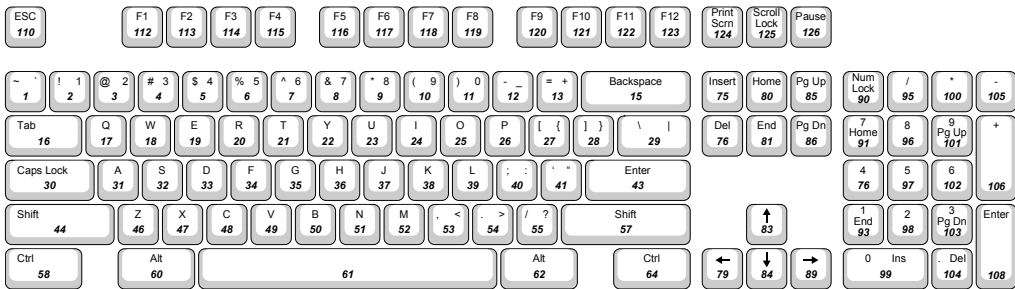 ESC F1 F2 F3 F4 F5 F6 F7 F8 F9 F10 F11 F12 Print Scrn Scroll Lock Pause
110 112 113 114 115 116 117 118 119 120 121 122 123 124 125 126
~ ` ! 1 @ 2 # 3 $ 4 % 5 ^ 6 & 7 * 8 ( 9 ) 0 - _ = + Backspace Insert Home Pg Up Num Lock / * -
1 2 3 4 5 6 7 8 9 10 11 12 13 15 75 80 85 90 95 100 105
Tab Q W E R T Y U I O P [ { ] } \ | Del End Pg Dn 7 Home 8 9 Pg Up +
16 17 18 19 20 21 22 23 24 25 26 27 28 29 76 81 86 91 96 101
Caps Lock A S D F G H J K L ; : ' " Enter 4 5 6
30 31 32 33 34 35 36 37 38 39 40 41 43 76 97 102 106
Shift Z X C V B N M , < . > / ? Shift ↑ 1 End 2 3 Pg Dn Enter
44 46 47 48 49 50 51 52 53 54 55 57 83 93 98 103
Ctrl Alt Alt Ctrl ← ↓ → 0 Ins . Del
58 60 61 62 64 79 84 89 99 104 108